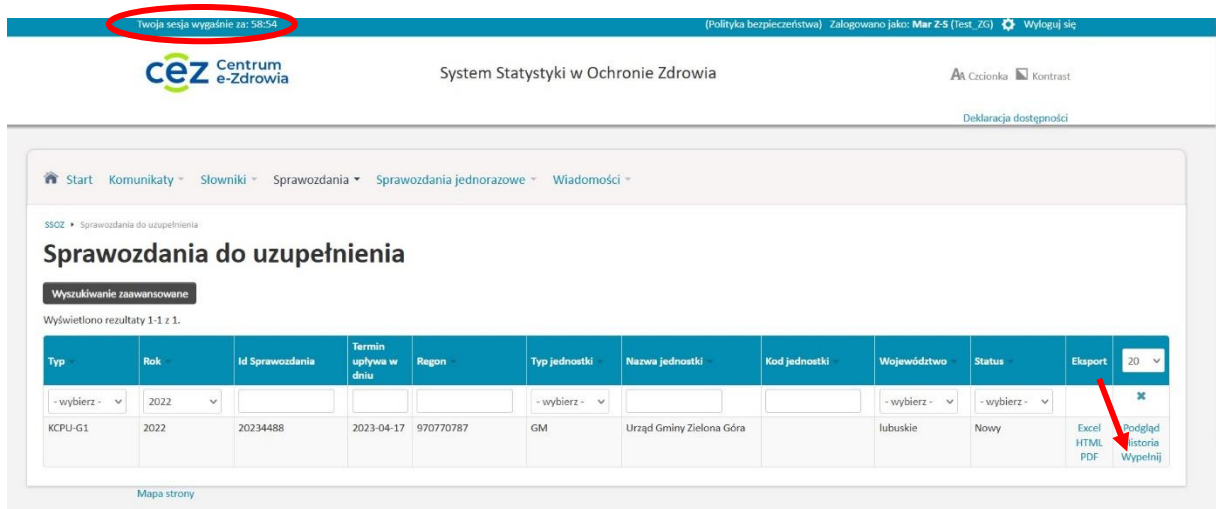 Twoja sesja wygaśnie za: 58:54 (Polityka bezpieczeństwa) Zalogowano jako: Mar Z-S (Test_ZG) Wyloguj się
cez Centrum
e-Zdrowia
System Statystyki w Ochronie Zdrowia
AA Czcionka Kontrast
Deklaracja dostępności
Start Komunikaty Słowniki Sprawozdania Sprawozdania jednorazowe Wiadomości
SSOZ Sprawozdania do uzupełnienia
Sprawozdania do uzupełnienia
Wyszukiwanie zaawansowane
Wyświetlono rezultaty 1-1 z 1.
Typ Rok Id Sprawozdania Termin upływa w dniu Regon Typ jednostki Nazwa jednostki Kod jednostki Województwo Status Eksport 20
- wybierz - 2022 - wybierz - - wybierz - - wybierz -
KCPU-G1 2022 20234488 2023-04-17 970770787 GM Urząd Gminy Zielona Góra lubuskie Nowy Excel Podgląd
HTML Historia
PDF Wypełnij
Mapa strony